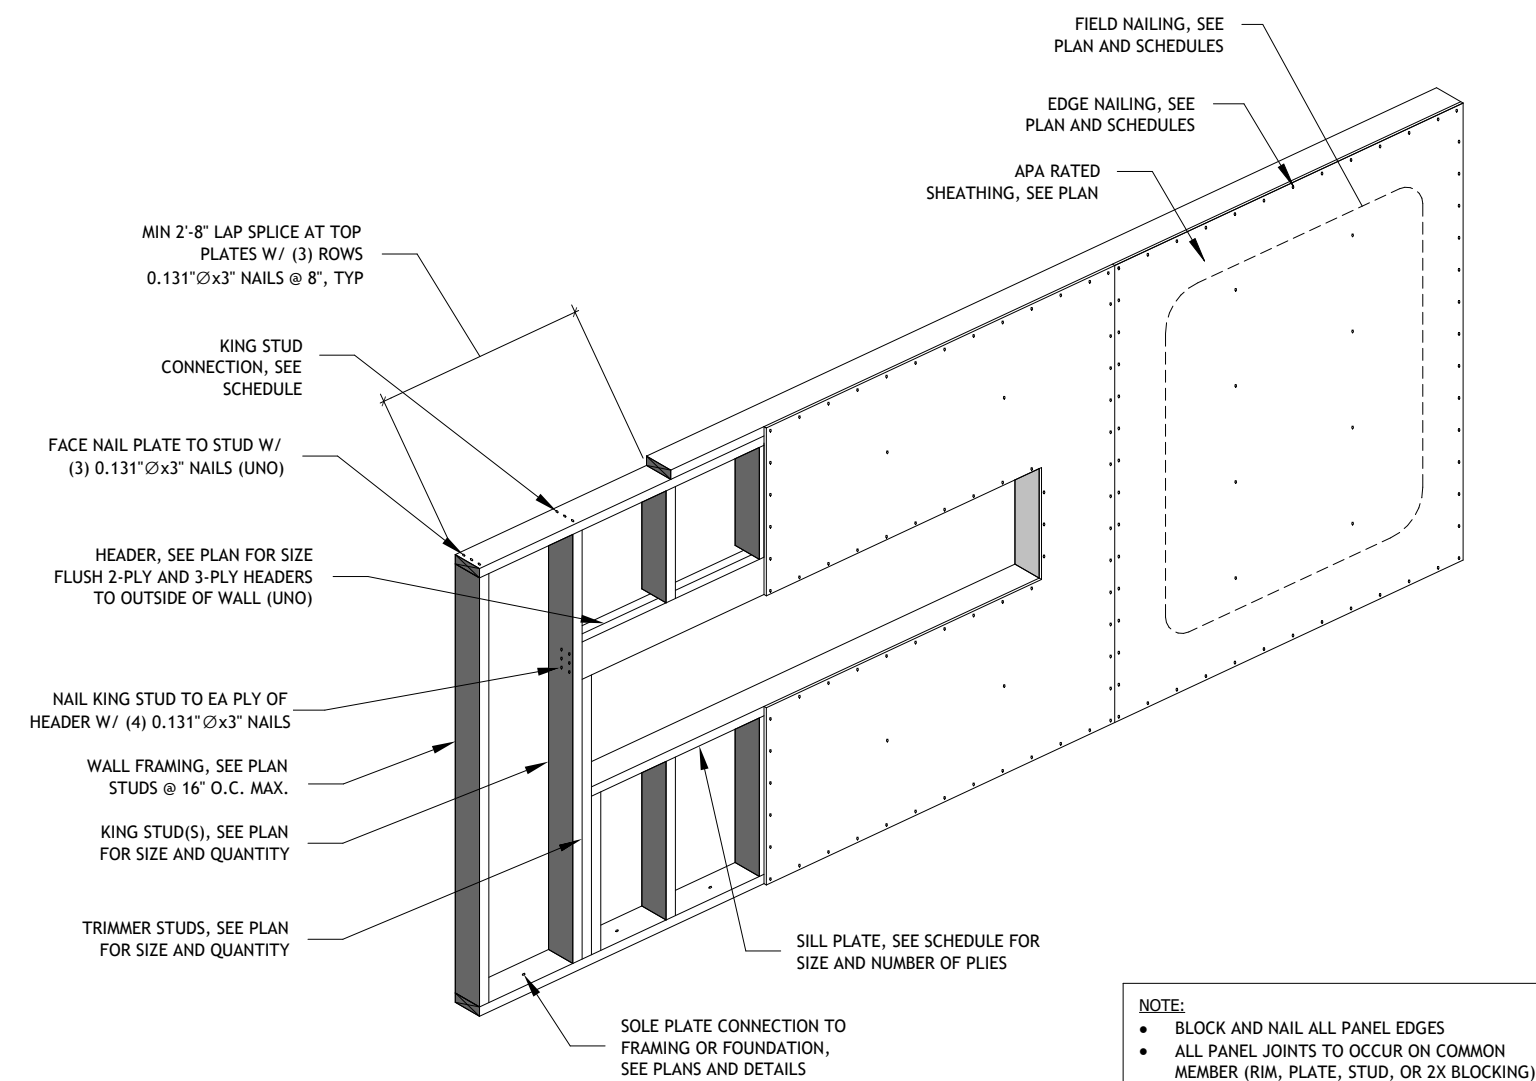 FIELD NAILING, SEE
PLAN AND SCHEDULES
EDGE NAILING, SEE
PLAN AND SCHEDULES
APA RATED
SHEATHING, SEE PLAN
MIN 2'-8" LAP SPLICE AT TOP
PLATES W/ (3) ROWS
0.131"∅x3" NAILS @ 8", TYP
KING STUD
CONNECTION, SEE
SCHEDULE
FACE NAIL PLATE TO STUD W/
(3) 0.131"∅x3" NAILS (UNO)
HEADER, SEE PLAN FOR SIZE
FLUSH 2-PLY AND 3-PLY HEADERS
TO OUTSIDE OF WALL (UNO)
NAIL KING STUD TO EA PLY OF
HEADER W/ (4) 0.131"∅x3" NAILS
WALL FRAMING, SEE PLAN
STUDS @ 16" O.C. MAX.
KING STUD(S), SEE PLAN
FOR SIZE AND QUANTITY
TRIMMER STUDS, SEE PLAN
FOR SIZE AND QUANTITY
SILL PLATE, SEE SCHEDULE FOR
SIZE AND NUMBER OF PLIES
SOLE PLATE CONNECTION TO
FRAMING OR FOUNDATION,
SEE PLANS AND DETAILS
NOTE:
• BLOCK AND NAIL ALL PANEL EDGES
• ALL PANEL JOINTS TO OCCUR ON COMMON
MEMBER (RIM, PLATE, STUD, OR 2X BLOCKING)